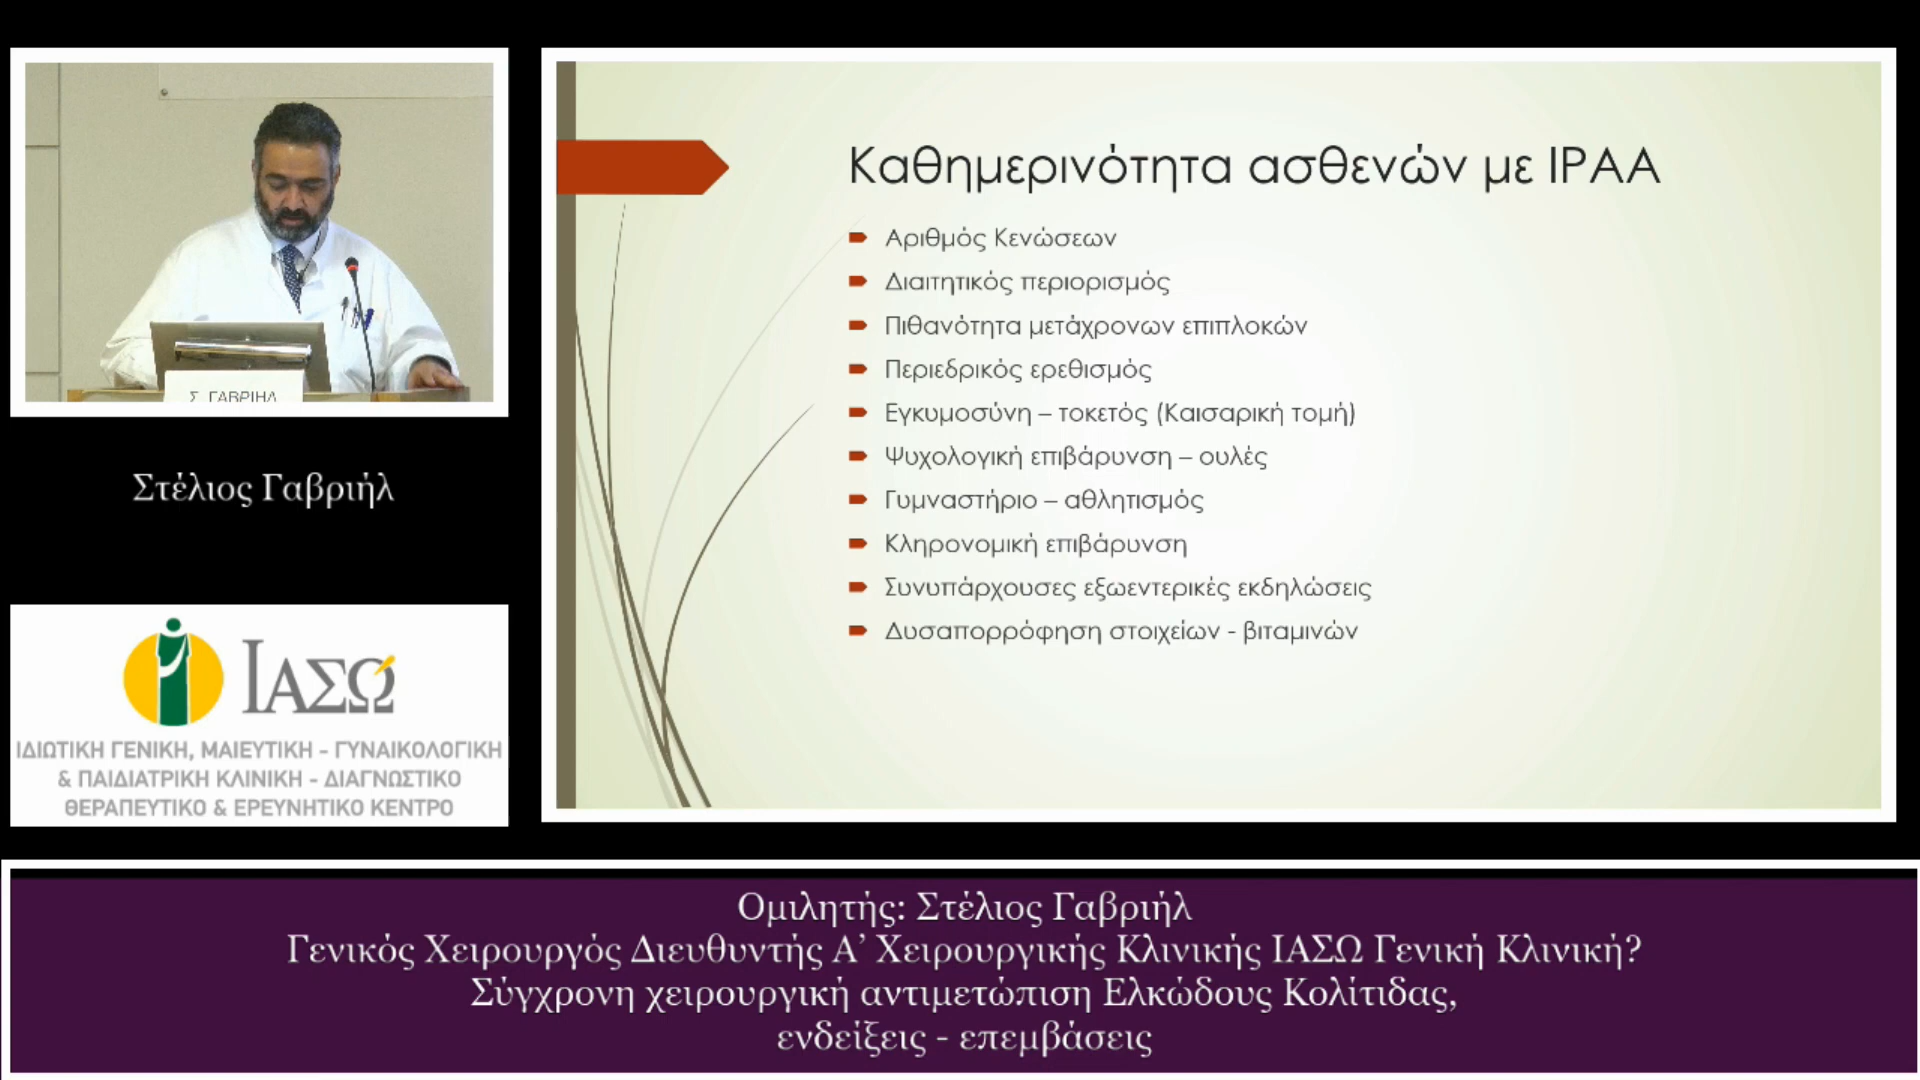 Σ. ΓΑΒΡΙΗΛ
Στέλιος Γαβριήλ
ΙΑΣΩ
ΙΔΙΩΤΙΚΗ ΓΕΝΙΚΗ, ΜΑΙΕΥΤΙΚΗ - ΓΥΝΑΙΚΟΛΟΓΙΚΗ
& ΠΑΙΔΙΑΤΡΙΚΗ ΚΛΙΝΙΚΗ - ΔΙΑΓΝΩΣΤΙΚΟ
ΘΕΡΑΠΕΥΤΙΚΟ & ΕΡΕΥΝΗΤΙΚΟ ΚΕΝΤΡΟ
Καθημερινότητα ασθενών με IPAA
Αριθμός Κενώσεων
Διαιτητικός περιορισμός
Πιθανότητα μετάχρονων επιπλοκών
Περιεδρικός ερεθισμός
Εγκυμοσύνη – τοκετός (Καισαρική τομή)
Ψυχολογική επιβάρυνση – ουλές
Γυμναστήριο – αθλητισμός
Κληρονομική επιβάρυνση
Συνυπάρχουσες εξωεντερικές εκδηλώσεις
Δυσαπορρόφηση στοιχείων - βιταμινών
Ομιλητής: Στέλιος Γαβριήλ
Γενικός Χειρουργός Διευθυντής Α’ Χειρουργικής Κλινικής ΙΑΣΩ Γενική Κλινική?
Σύγχρονη χειρουργική αντιμετώπιση Ελκώδους Κολίτιδας,
ενδείξεις - επεμβάσεις